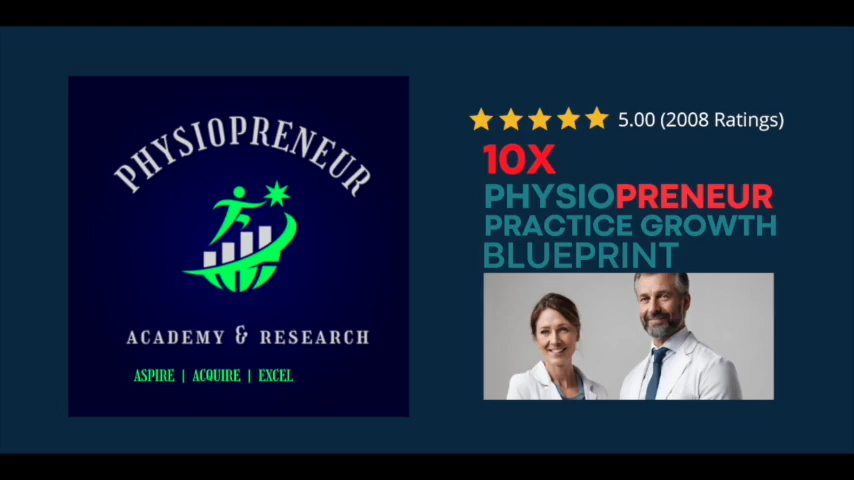 PHYSIOPRENEUR
ACADEMY & RESEARCH
ASPIRE | ACQUIRE | EXCEL
5.00 (2008 Ratings)
10X
PHYSIOPRENEUR
PRACTICE GROWTH
BLUEPRINT